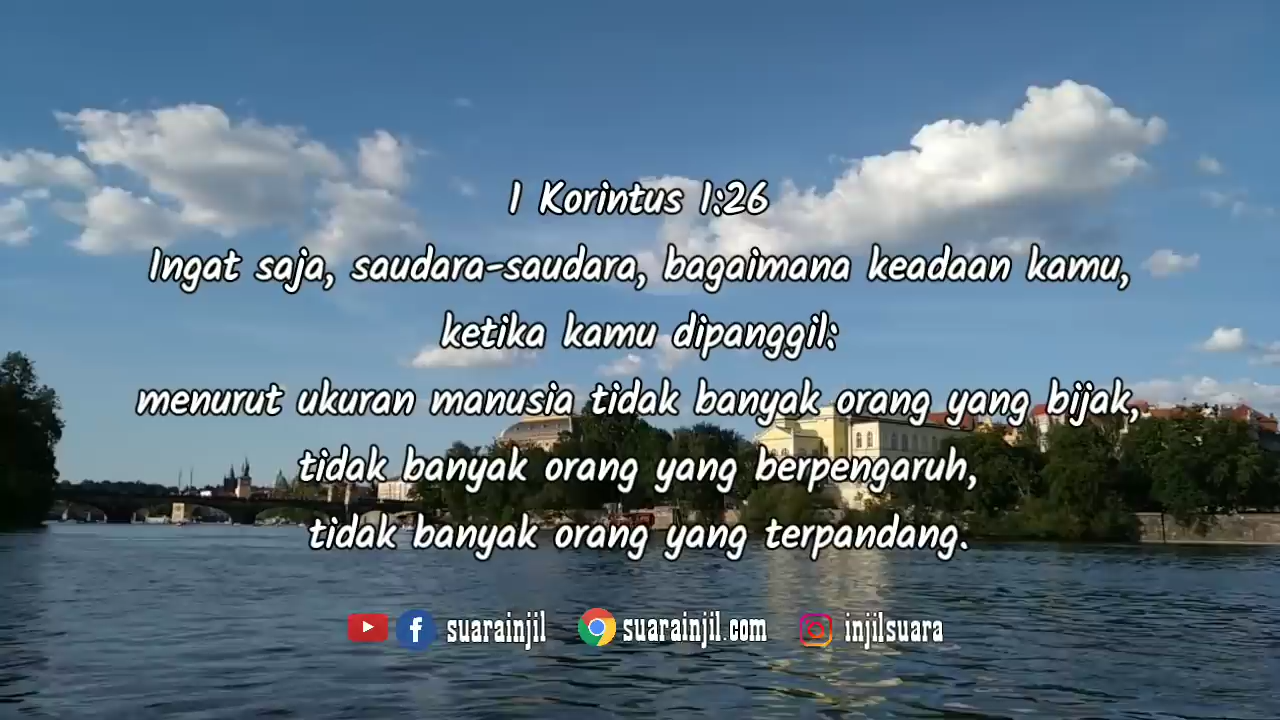 1 Korintus 1:26
Ingat saja, saudara-saudara, bagaimana keadaan kamu,
ketika kamu dipanggil:
menurut ukuran manusia tidak banyak orang yang bijak,
tidak banyak orang yang berpengaruh,
tidak banyak orang yang terpandang.
suarainjil suarainjil.com injilsuara